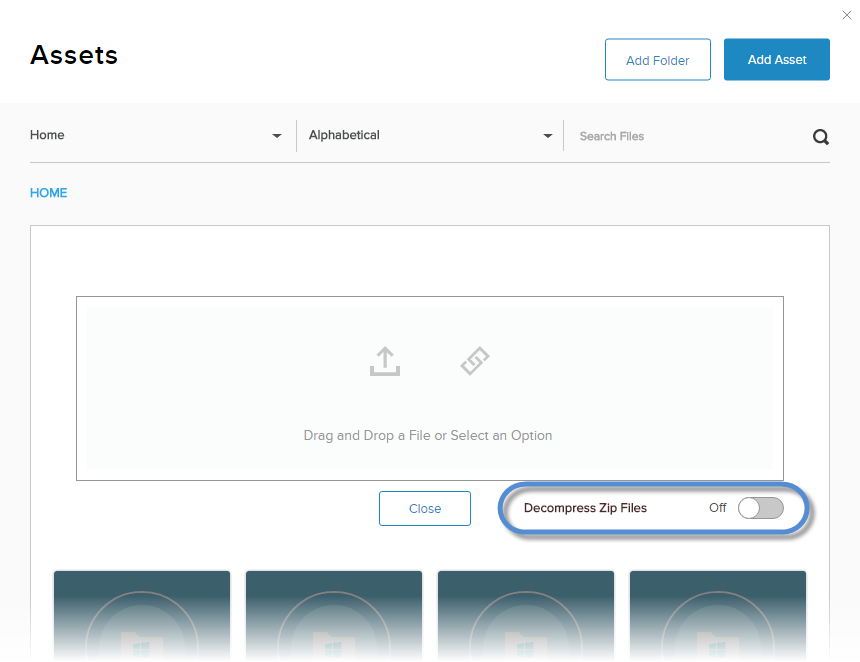 Assets
Add Folder
Add Asset
Home
Alphabetical
Search Files
HOME
Drag and Drop a File or Select an Option
Close
Decompress Zip Files
Off